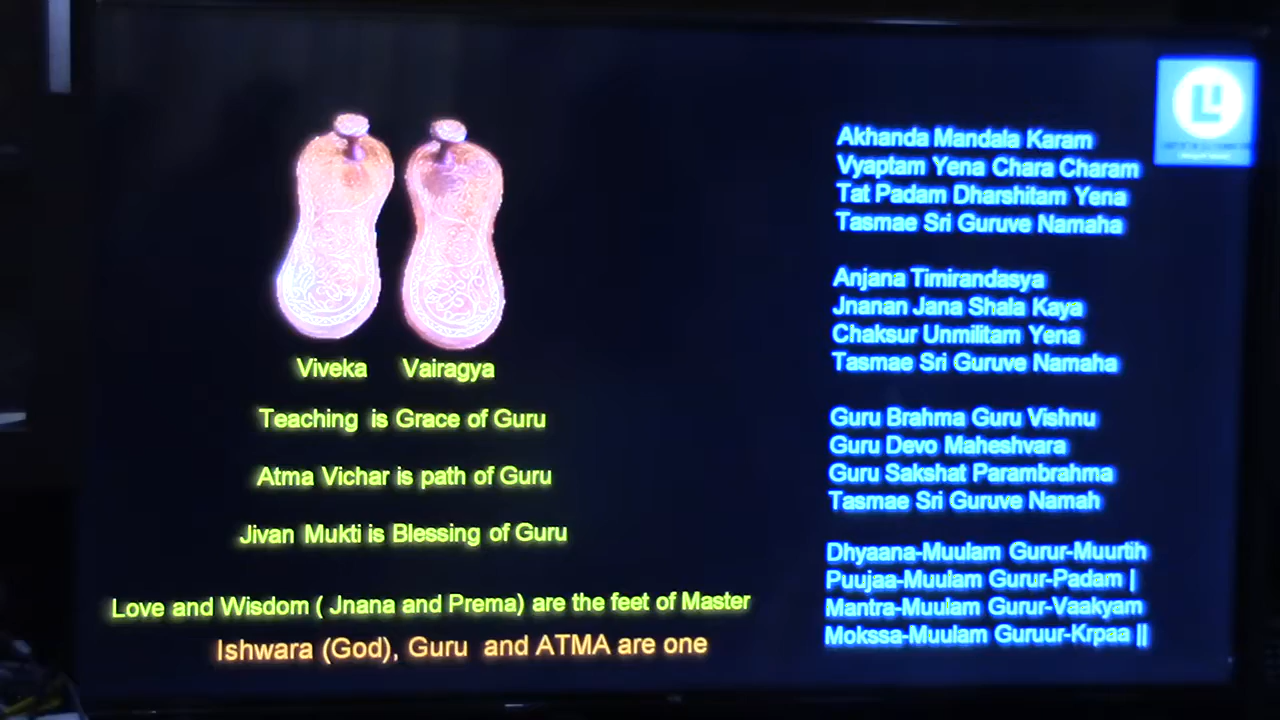 Viveka Vairagya
Teaching is Grace of Guru
Atma Vichar is path of Guru
Jivan Mukti is Blessing of Guru
Love and Wisdom ( Jnana and Prema) are the feet of Master
Ishwara (God), Guru and ATMA are one
Akhanda Mandala Karam
Vyaptam Yena Chara Charam
Tat Padam Dharshitam Yena
Tasmae Sri Guruve Namaha
Anjana Timirandasya
Jnanan Jana Shala Kaya
Chaksur Unmilitam Yena
Tasmae Sri Guruve Namaha
Guru Brahma Guru Vishnu
Guru Devo Maheshvara
Guru Sakshat Parambrahma
Tasmae Sri Guruve Namah
Dhyaana-Muulam Gurur-Muurtih
Puujaa-Muulam Gurur-Padam |
Mantra-Muulam Gurur-Vaakyam
Mokssa-Muulam Guruur-Krpaa ||